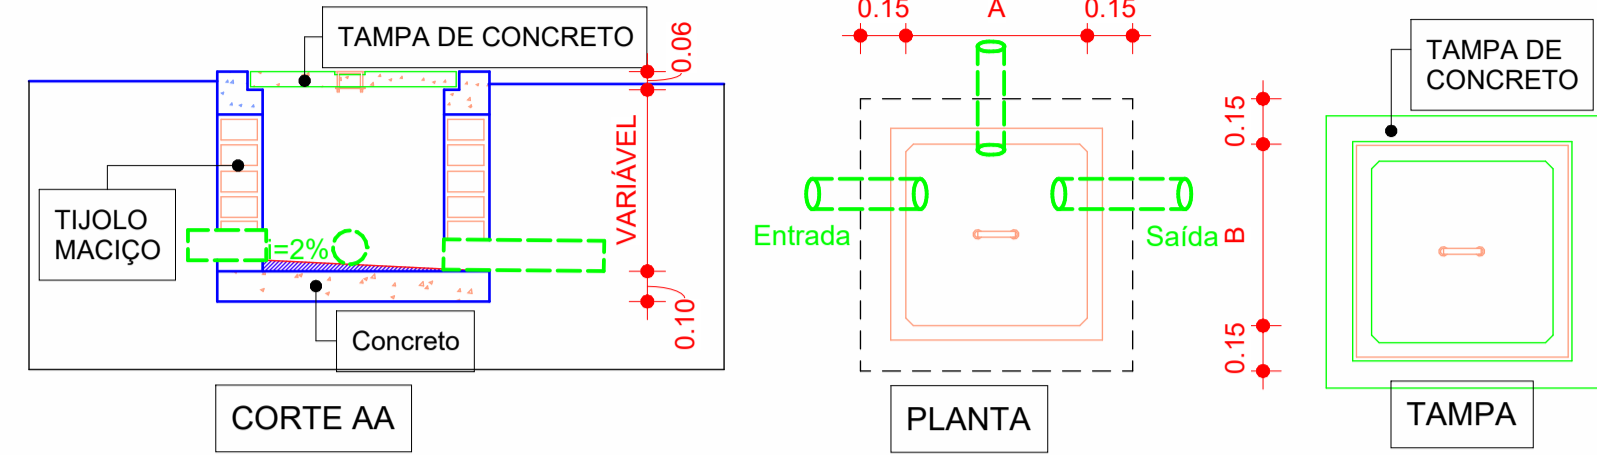 TAMPA DE CONCRETO
0.06
TIJOLO
MACIÇO
i=2%
VARIÁVEL
0.10
Concreto
CORTE AA
0.15
A
0.15
Entrada
Saída
B
0.15
0.15
PLANTA
TAMPA DE
CONCRETO
TAMPA